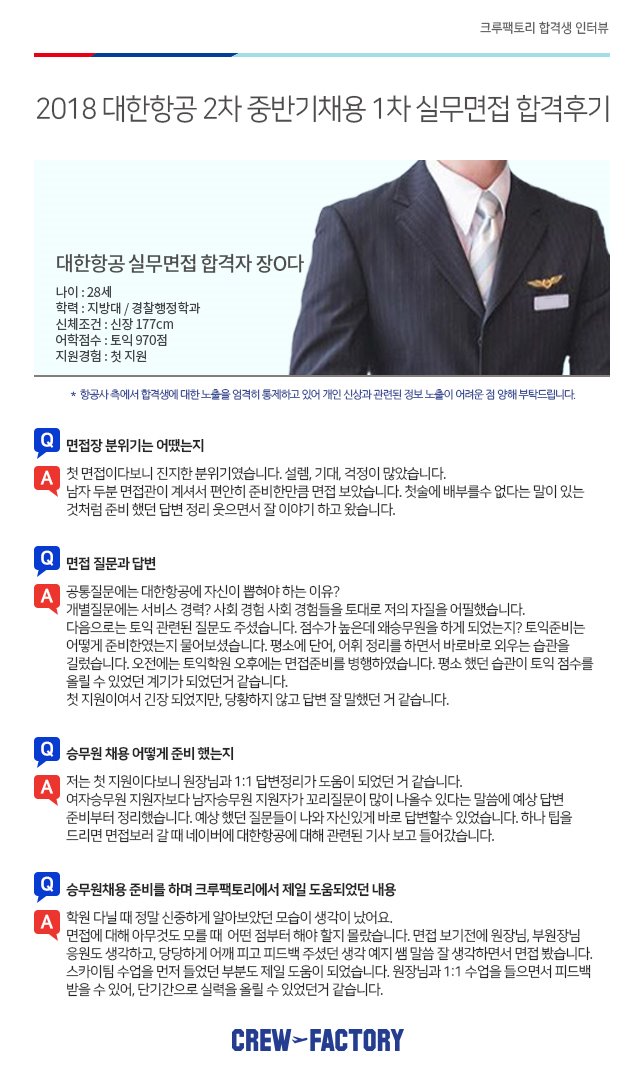 크루팩토리 합격생 인터뷰
2018 대한항공 2차 중반기채용 1차 실무면접 합격후기
대한항공 실무면접 합격자 장O다
나이 : 28세
학력 : 지방대 / 경찰행정학과
신체조건 : 신장 177cm
어학점수 : 토익 970점
지원경험 : 첫 지원
* 항공사 측에서 합격생에 대한 노출을 엄격히 통제하고 있어 개인 신상과 관련된 정보 노출이 어려운 점 양해 부탁드립니다.
Q 면접장 분위기는 어땠는지
A 첫 면접이다보니 진지한 분위기였습니다. 설렘, 기대, 걱정이 많았습니다.
남자 두분 면접관이 계셔서 편안히 준비한만큼 면접 보았습니다. 첫술에 배부를수 없다는 말이 있는
것처럼 준비 했던 답변 정리 웃으면서 잘 이야기 하고 왔습니다.
Q 면접 질문과 답변
A 공통질문에는 대한항공에 자신이 뽑혀야 하는 이유?
개별질문에는 서비스 경력? 사회 경험 사회 경험들을 토대로 저의 자질을 어필했습니다.
다음으로는 토익 관련된 질문도 주셨습니다. 점수가 높은데 왜승무원을 하게 되었는지? 토익준비는
어떻게 준비한였는지 물어보셨습니다. 평소에 단어, 어휘 정리를 하면서 바로바로 외우는 습관을
길렀습니다. 오전에는 토익학원 오후에는 면접준비를 병행하였습니다. 평소 했던 습관이 토익 점수를
올릴 수 있었던 계기가 되었던거 같습니다.
첫 지원이여서 긴장 되었지만, 당황하지 않고 답변 잘 말했던 거 같습니다.
Q 승무원 채용 어떻게 준비 했는지
A 저는 첫 지원이다보니 원장님과 1:1 답변정리가 도움이 되었던 거 같습니다.
여자승무원 지원자보다 남자승무원 지원자가 꼬리질문이 많이 나올수 있다는 말씀에 예상 답변
준비부터 정리했습니다. 예상 했던 질문들이 나와 자신있게 바로 답변할수 있었습니다. 하나 팁을
드리면 면접보러 갈 때 네이버에 대한항공에 대해 관련된 기사 보고 들어갔습니다.
Q 승무원채용 준비를 하며 크루팩토리에서 제일 도움되었던 내용
A 학원 다닐 때 정말 신중하게 알아보았던 모습이 생각이 났어요.
면접에 대해 아무것도 모를 때 어떤 점부터 해야 할지 몰랐습니다. 면접 보기전에 원장님, 부원장님
응원도 생각하고, 당당하게 어깨 피고 피드백 주셨던 생각 예지 쌤 말씀 잘 생각하면서 면접 봤습니다.
스카이팀 수업을 먼저 들었던 부분도 제일 도움이 되었습니다. 원장님과 1:1 수업을 들으면서 피드백
받을 수 있어, 단기간으로 실력을 올릴 수 있었던거 같습니다.
CREW FACTORY